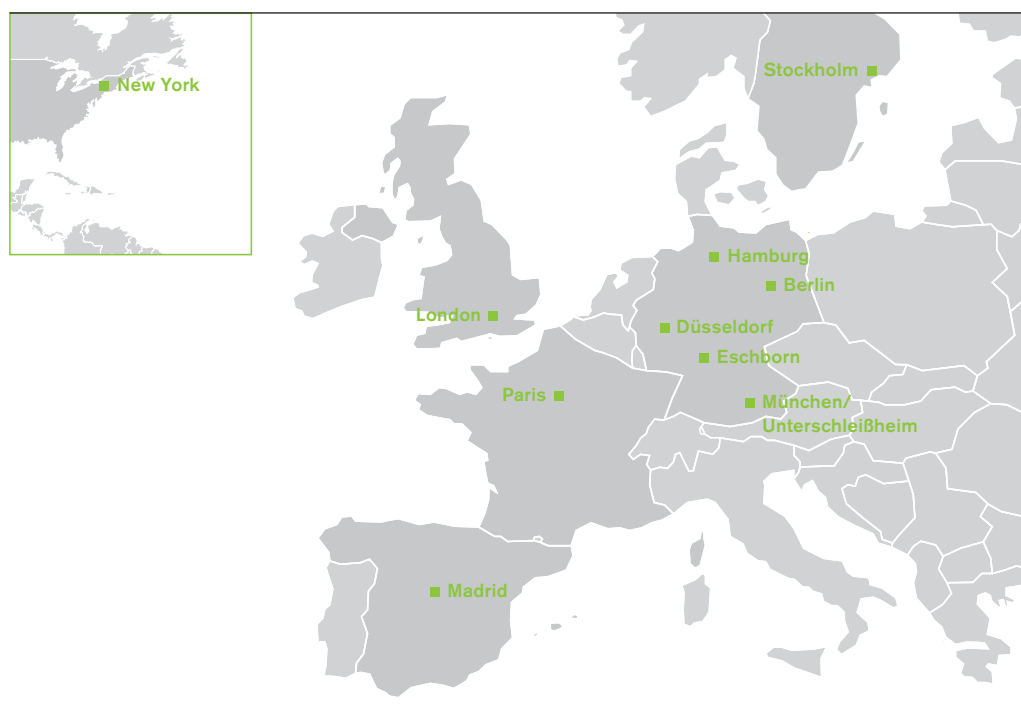 Stockholm
New York
Hamburg
Berlin
London
Düsseldorf
Eschborn
Paris
München/
Unterschleißheim
Madrid